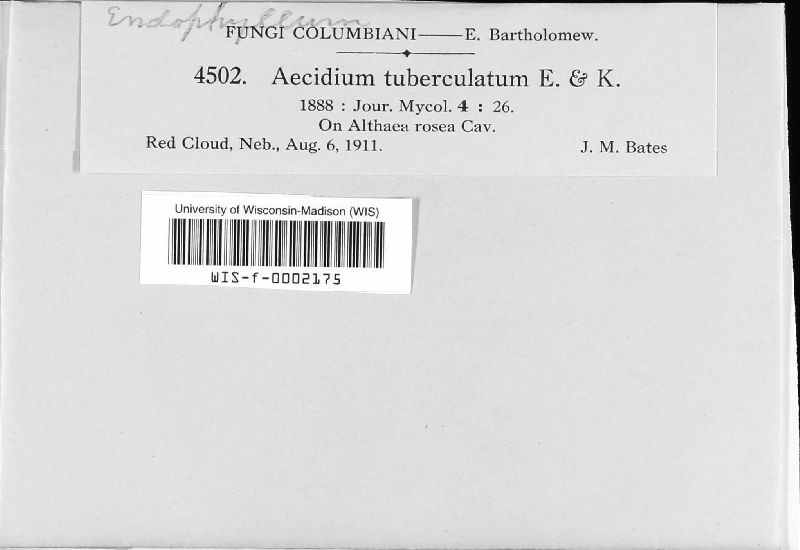 Endophyllum
FUNGI COLUMBIANI—E. Bartholomew.
4502. Aecidium tuberculatum E. & K.
1888 : Jour. Mycol. 4 : 26.
On Althaea rosea Cav.
Red Cloud, Neb., Aug. 6, 1911. J. M. Bates
University of Wisconsin-Madison (WIS)
WIS-f-0002175